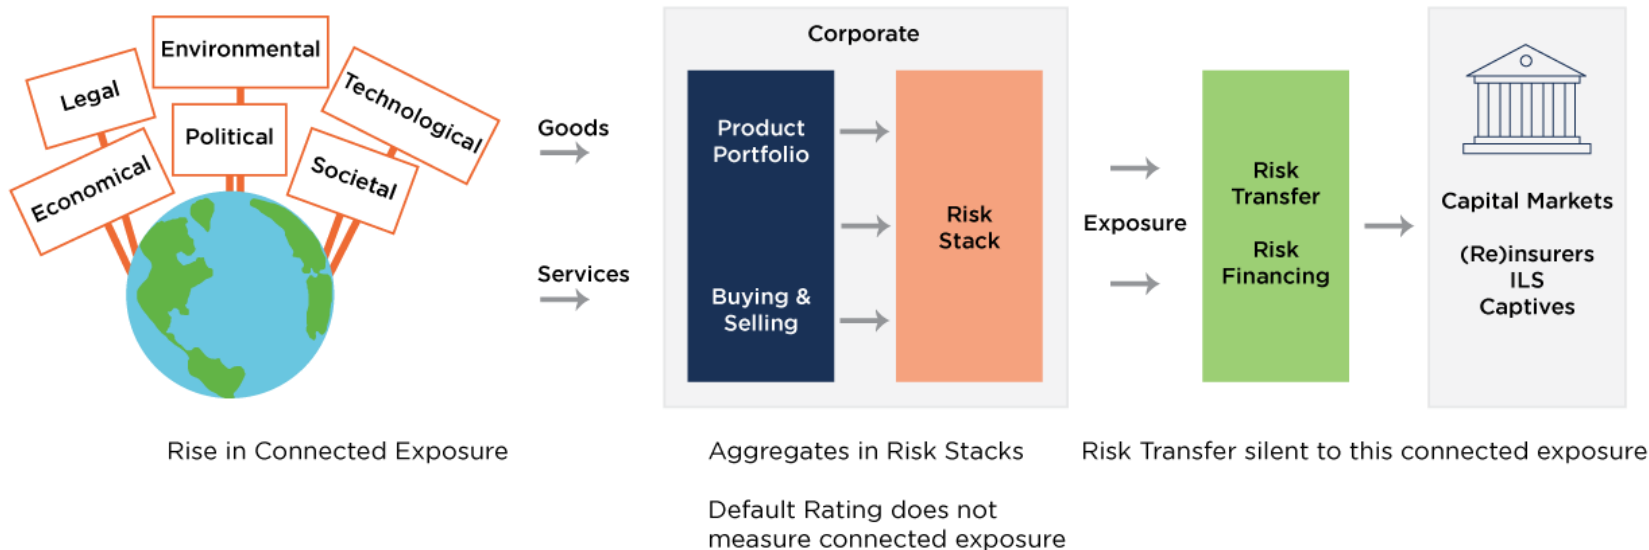 Environmental
Legal
Technological
Political
Economical
Societal
Goods
Services
Corporate
Product
Portfolio
Buying &
Selling
Risk
Stack
Exposure
Risk
Transfer
Risk
Financing
Capital Markets
(Re)insurers
ILS
Captives
Rise in Connected Exposure
Aggregates in Risk Stacks
Default Rating does not
measure connected exposure
Risk Transfer silent to this connected exposure